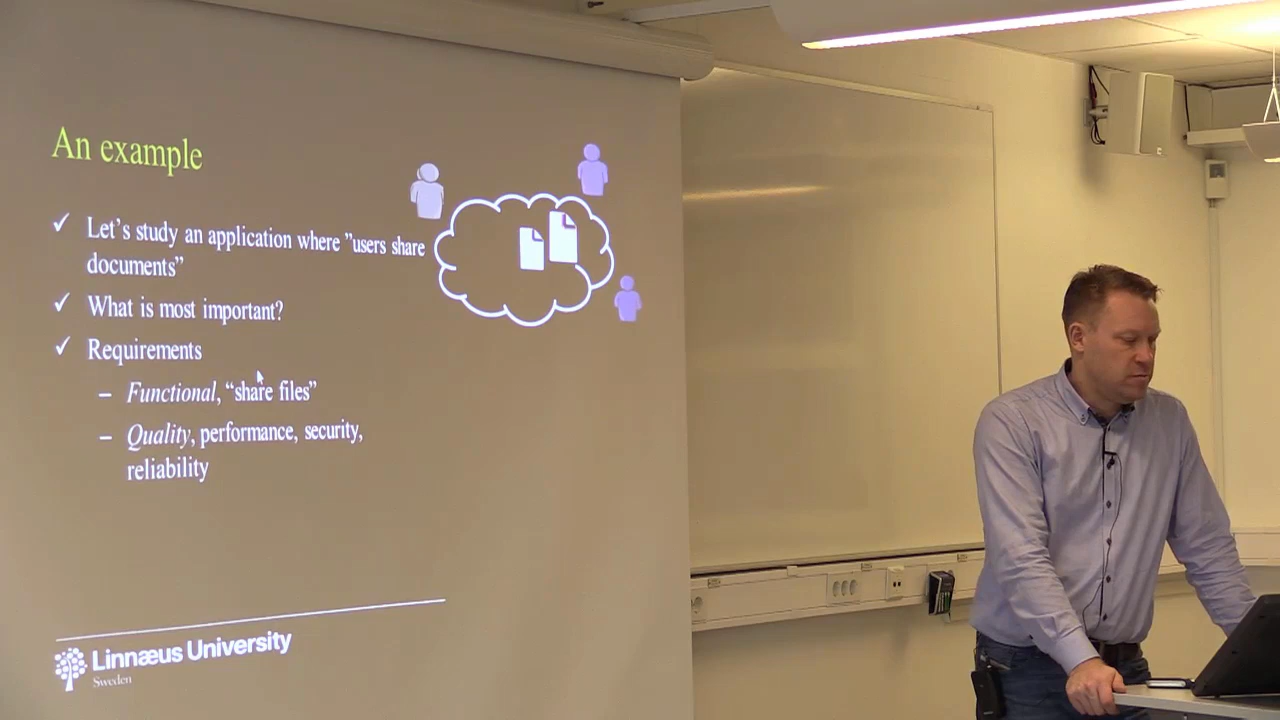 An example
✓ Let's study an application where ”users share
documents”
✓ What is most important?
✓ Requirements
– Functional, “share files”
– Quality, performance, security,
reliability
Linnæus University
Sweden